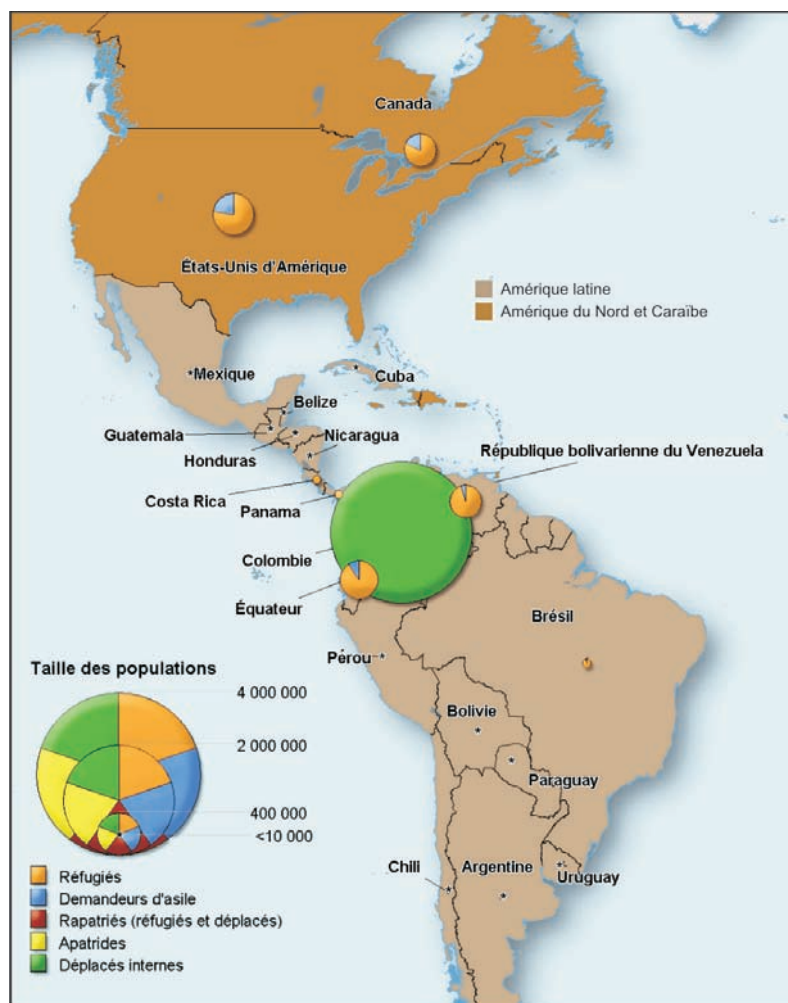 Canada
États-Unis d'Amérique
Amérique latine
Amérique du Nord et Caraïbe
Mexique
Cuba
Belize
Guatemala
Nicaragua
Honduras
République bolivarienne du Venezuela
Costa Rica
Panama
Colombie
Équateur
Brésil
Pérou
Taille des populations
4 000 000
2 000 000
400 000
<10 000
Bolivie
Paraguay
Chili
Argentine
Uruguay
Réfugiés
Demandeurs d'asile
Rapatriés (réfugiés et déplacés)
Apatrides
Déplacés internes